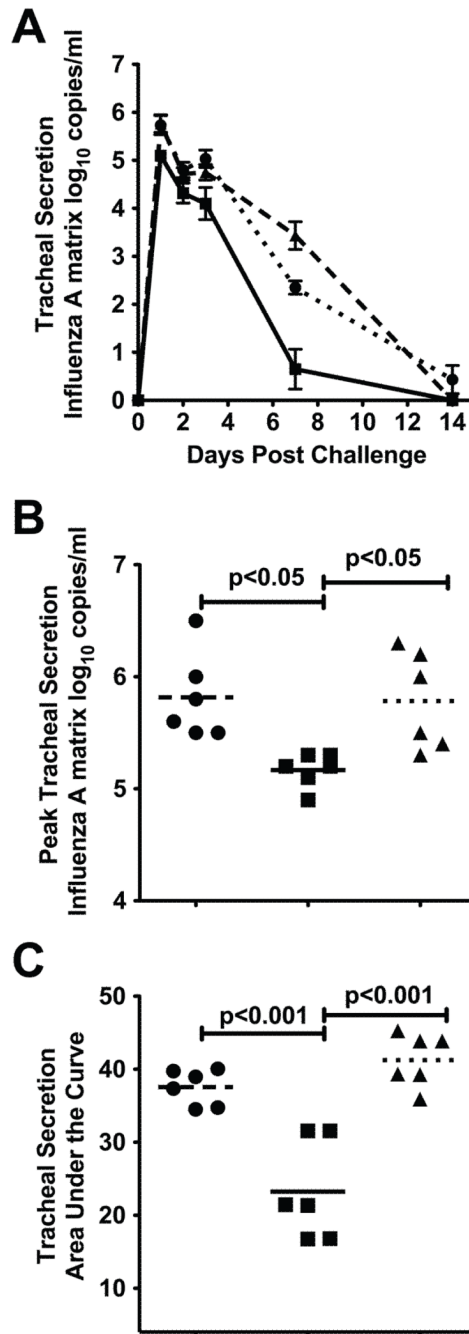 A
Tracheal Secretion
Influenza A matrix log10 copies/ml
7
6
5
4
3
2
1
0
0 2 4 6 8 10 12 14
Days Post Challenge
B
Peak Tracheal Secretion
Influenza A matrix log10 copies/ml
7
6
5
4
p<0.05
p<0.05
C
Tracheal Secretion
Area Under the Curve
50
40
30
20
10
p<0.001
p<0.001